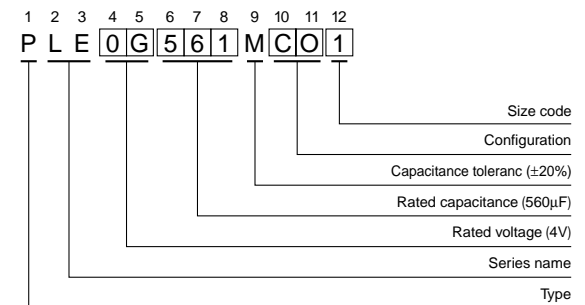 1 2 3 4 5 6 7 8 9 10 11 12
P L E 0 G 5 6 1 M C O 1
Size code
Configuration
Capacitance toleranc (±20%)
Rated capacitance (560µF)
Rated voltage (4V)
Series name
Type